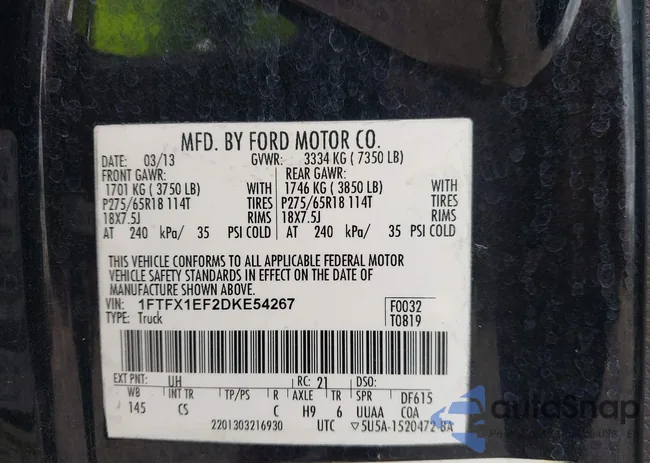 MFD. BY FORD MOTOR CO.
DATE: 03/13 GVWR: 3334 KG ( 7350 LB)
FRONT GAWR: REAR GAWR:
1701 KG ( 3750 LB) WITH 1746 KG ( 3850 LB) WITH
P275/65R18 114T TIRES P275/65R18 114T TIRES
18X7.5J RIMS 18X7.5J RIMS
AT 240 kPa/ 35 PSI COLD AT 240 kPa/ 35 PSI COLD
THIS VEHICLE CONFORMS TO ALL APPLICABLE FEDERAL MOTOR
VEHICLE SAFETY STANDARDS IN EFFECT ON THE DATE OF
MANUFACTURE SHOWN ABOVE.
VIN: 1FTFX1EF2DKE54267 F0032
TYPE: Truck T0819
EXT PNT: UH RC: 21 DSO:
WB INT TR TP/PS R AXLE TR SPR DF615
145 CS C H9 6 UUAA COA
2201303216930 UTC ▽5U5A-1520472-BA
autoSnap